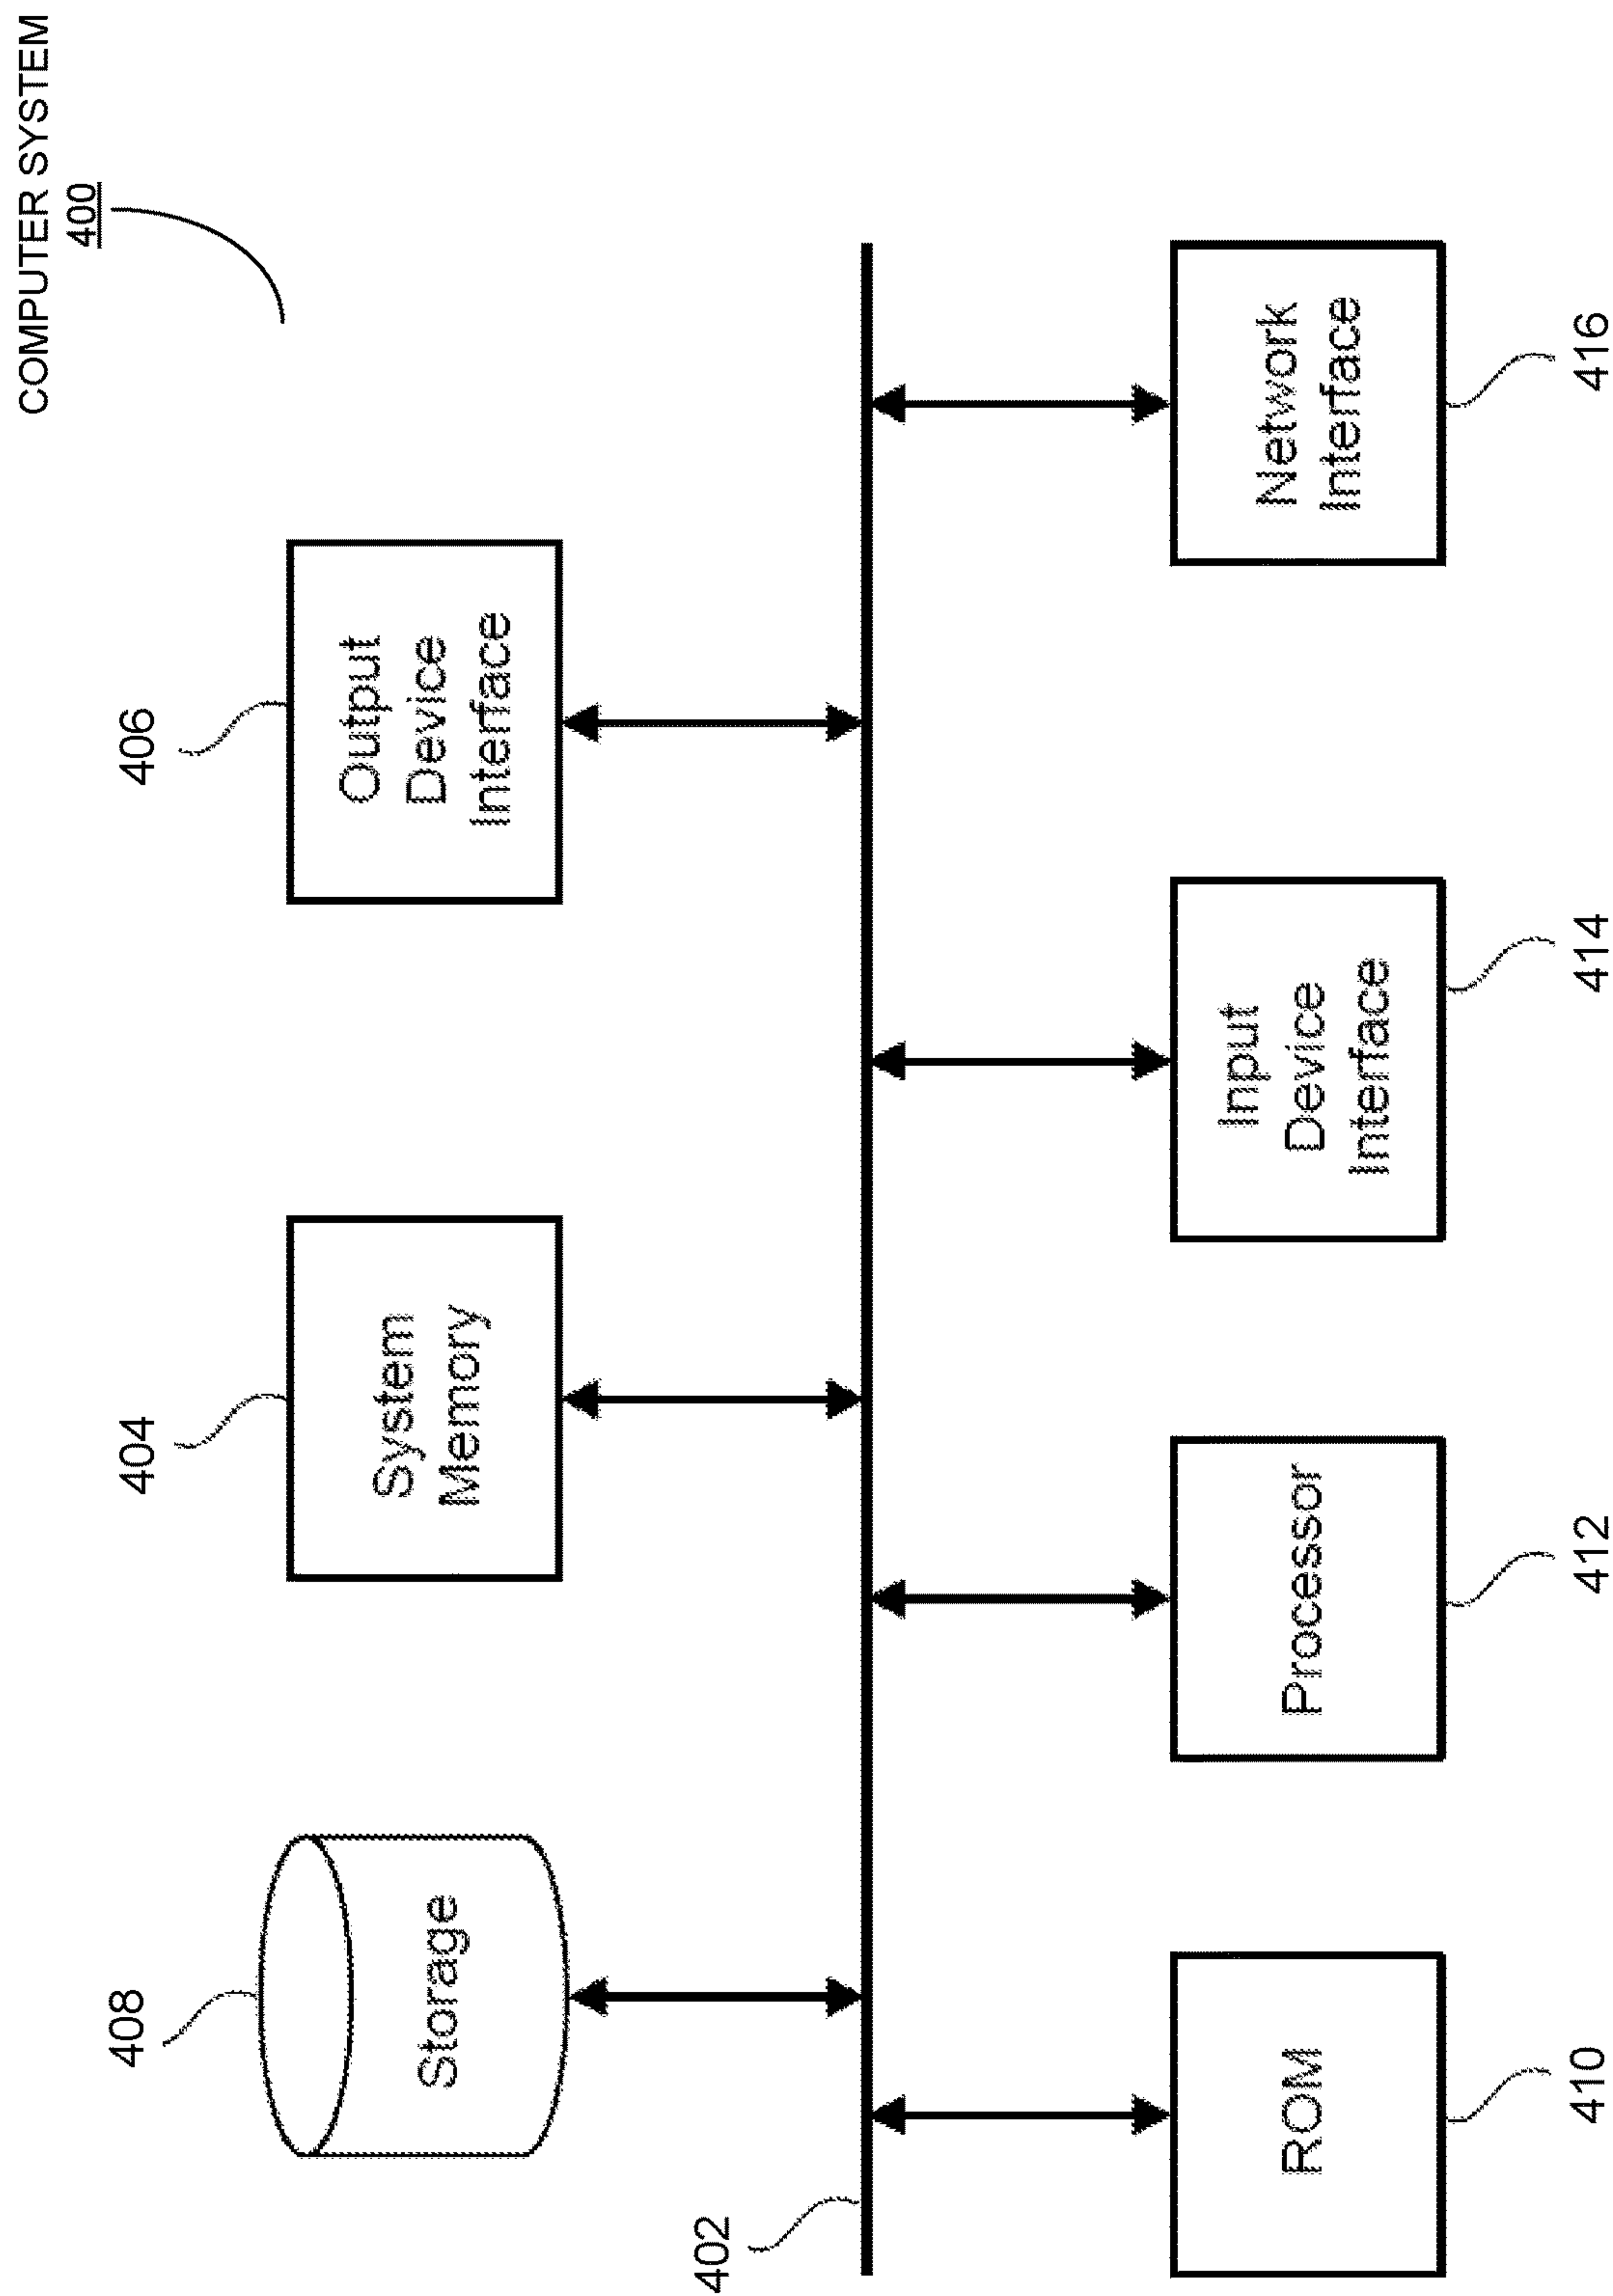 COMPUTER SYSTEM
400
408
404
406
Storage
System
Memory
Output
Device
Interface
402
ROM
Processor
Input
Device
Interface
Network
Interface
410
412
414
416